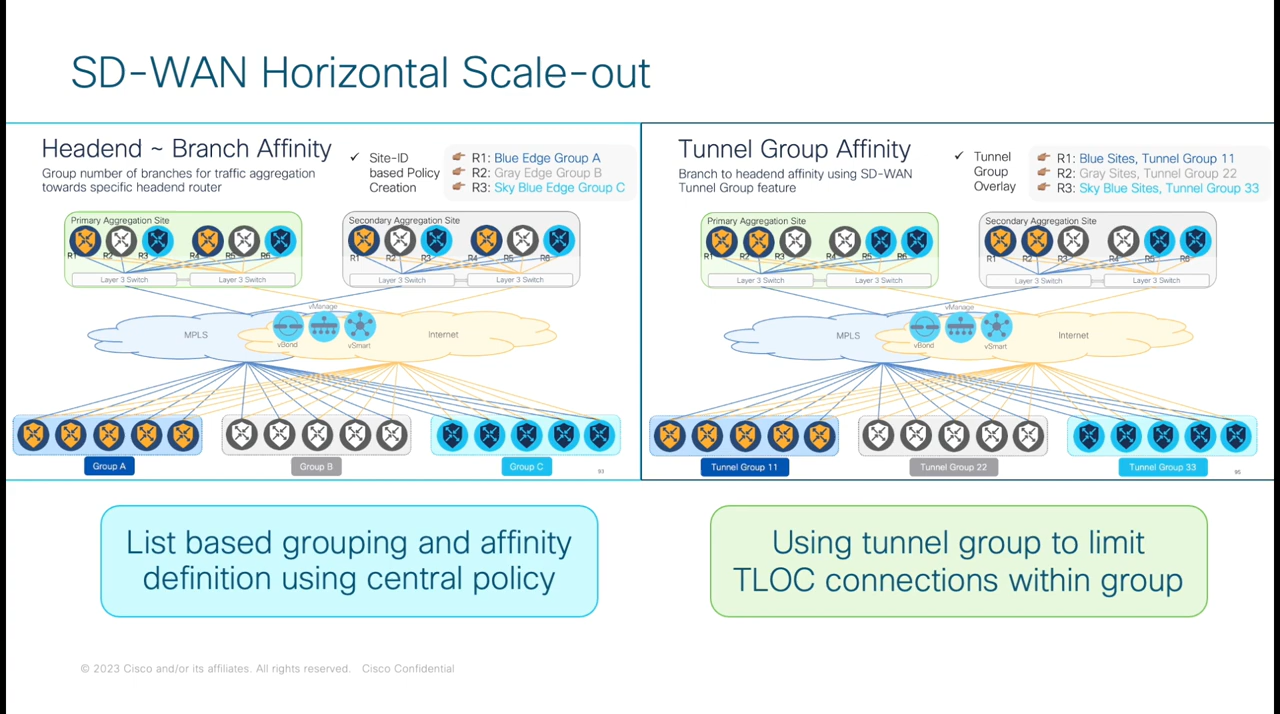 SD-WAN Horizontal Scale-out
Headend ~ Branch Affinity
Group number of branches for traffic aggregation
towards specific headend router
✓ Site-ID
based Policy
Creation
R1: Blue Edge Group A
R2: Gray Edge Group B
R3: Sky Blue Edge Group C
Primary Aggregation Site
R1 R2 R3 R4 R5 R6
Layer 3 Switch Layer 3 Switch
Secondary Aggregation Site
R1 R2 R3 R4 R5 R6
Layer 3 Switch Layer 3 Switch
vManage
MPLS
Internet
vBond
vSmart
Group A
Group B
Group C
93
Tunnel Group Affinity
Branch to headend affinity using SD-WAN
Tunnel Group feature
✓ Tunnel
Group
Overlay
R1: Blue Sites, Tunnel Group 11
R2: Gray Sites, Tunnel Group 22
R3: Sky Blue Sites, Tunnel Group 33
Primary Aggregation Site
R1 R2 R3 R4 R5 R6
Layer 3 Switch Layer 3 Switch
Secondary Aggregation Site
R1 R2 R3 R4 R5 R6
Layer 3 Switch Layer 3 Switch
vManage
MPLS
Internet
vBond
vSmart
Tunnel Group 11
Tunnel Group 22
Tunnel Group 33
95
List based grouping and affinity
definition using central policy
Using tunnel group to limit
TLOC connections within group
© 2023 Cisco and/or its affiliates. All rights reserved. Cisco Confidential